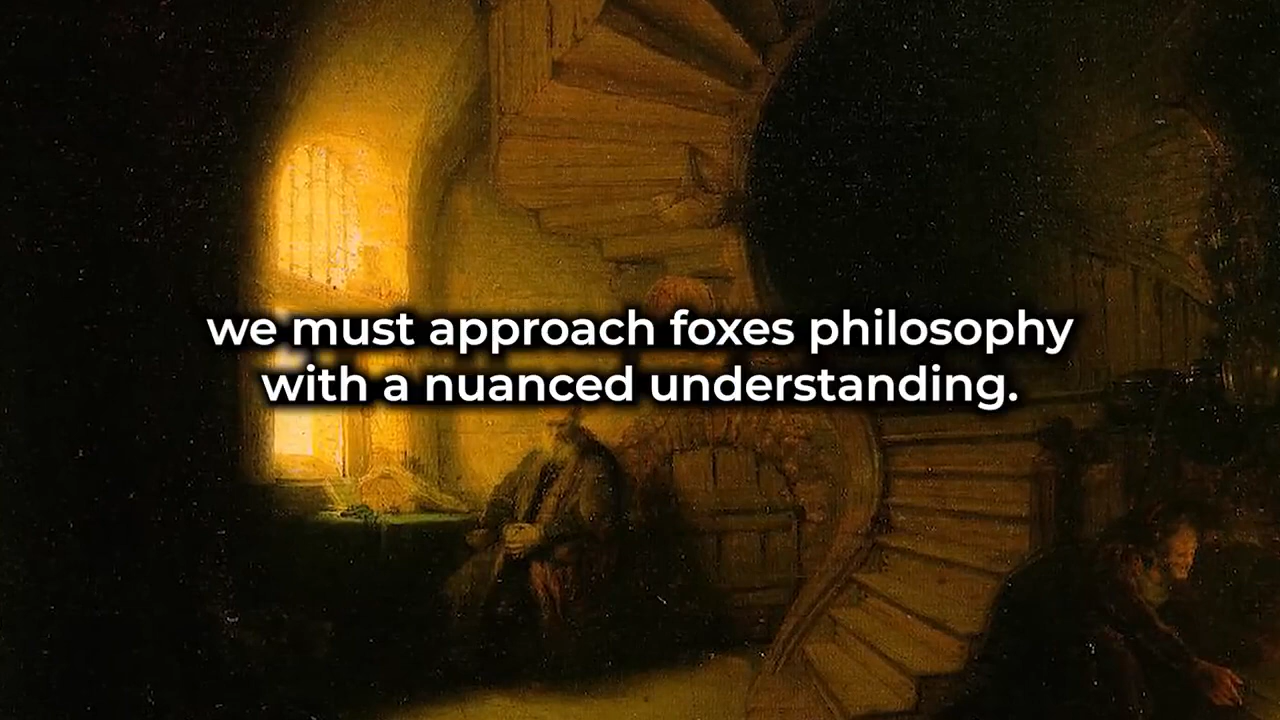 we must approach foxes philosophy
with a nuanced understanding.